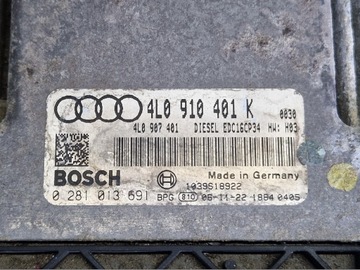 4L0 910 401 K 0030
4L0 907 401 DIESEL EDC16CP34 HW: H03
BOSCH Made in Germany
1039S18922
0 281 013 691 BPG 810 05-11-22 1884 0405